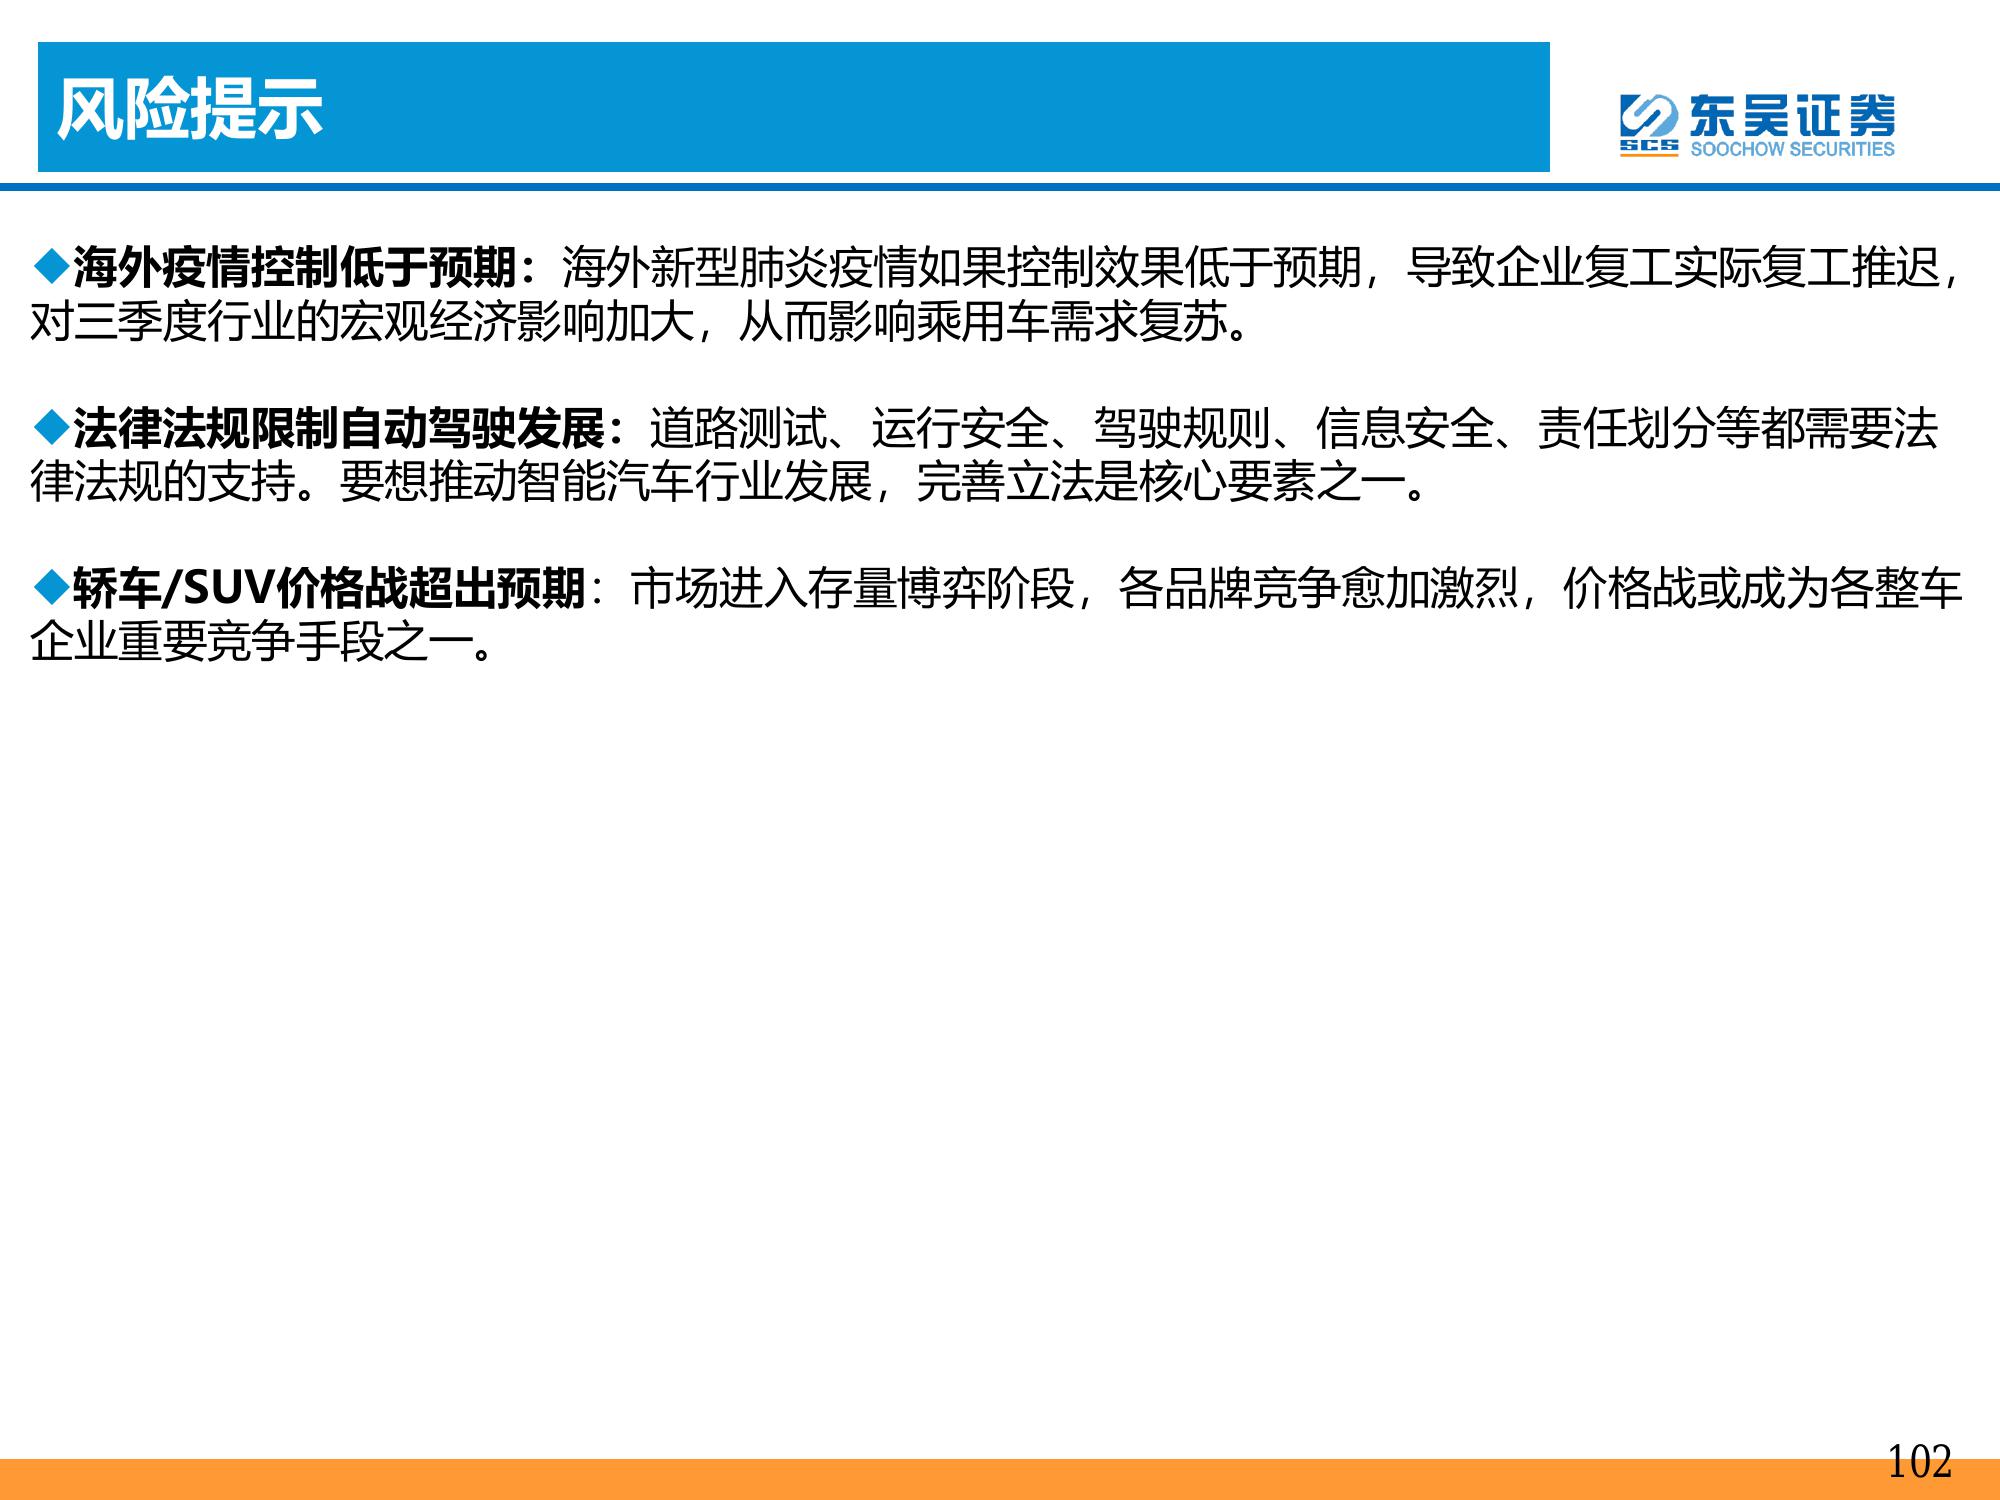 风险提示
SCS
东吴证券
SOOCHOW SECURITIES
◆海外疫情控制低于预期：海外新型肺炎疫情如果控制效果低于预期，导致企业复工实际复工推迟，
对三季度行业的宏观经济影响加大，从而影响乘用车需求复苏。
◆法律法规限制自动驾驶发展：道路测试、运行安全、驾驶规则、信息安全、责任划分等都需要法
律法规的支持。要想推动智能汽车行业发展，完善立法是核心要素之一。
◆轿车/SUV价格战超出预期：市场进入存量博弈阶段，各品牌竞争愈加激烈，价格战或成为各整车
企业重要竞争手段之一。
102